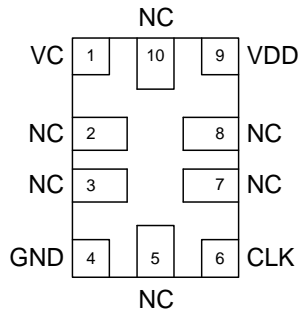 NC
VC 1 10 9 VDD
NC 2 8 NC
NC 3 7 NC
GND 4 5 6 CLK
NC